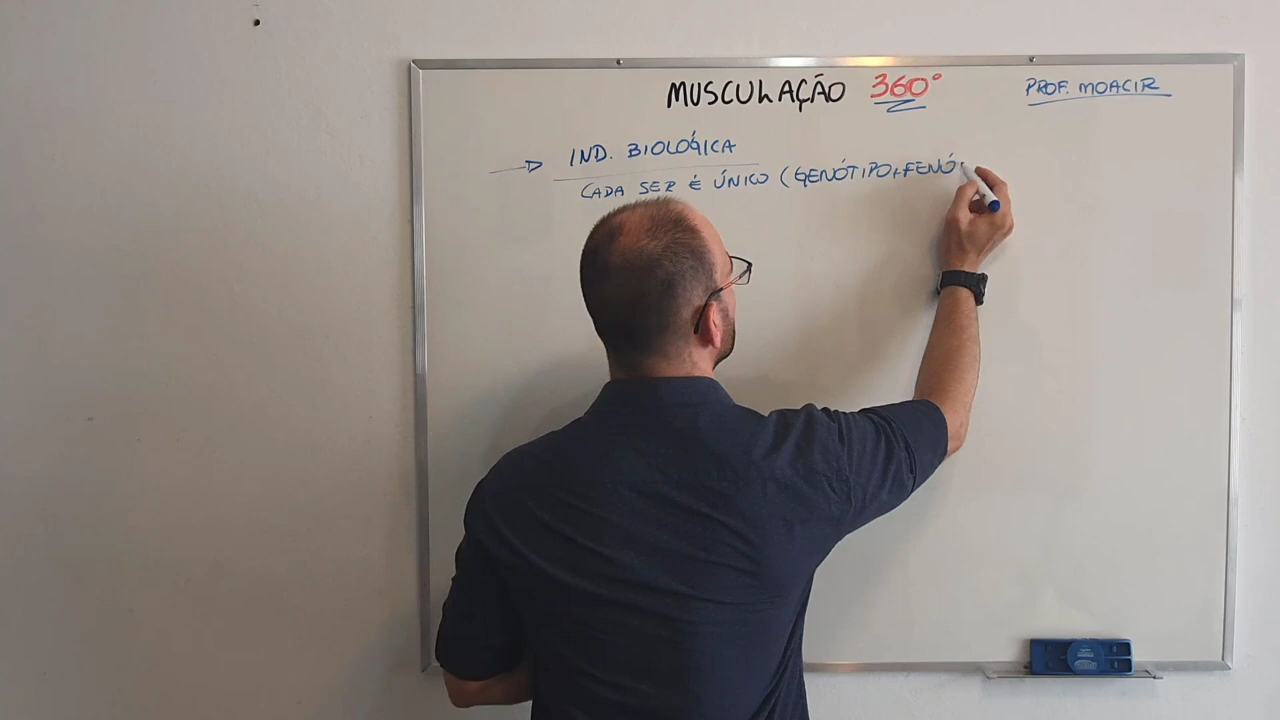 MUSCULAÇÃO 360°
PROF. MOACIR
IND. BIOLÓGICA
CADA SER É ÚNICO (GENÓTIPO+FENÓ